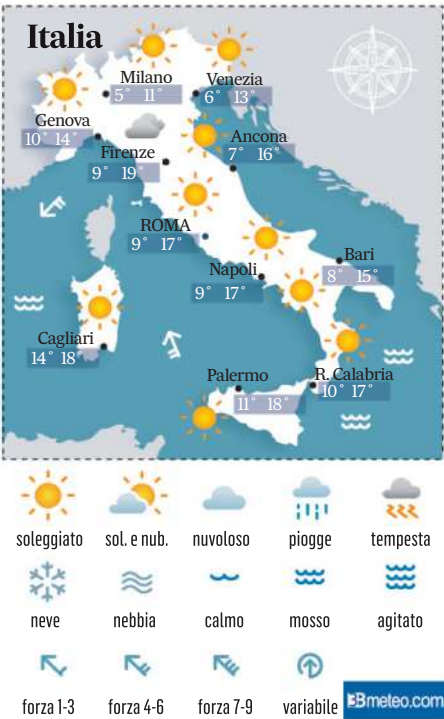 Italia
Milano
5° 11°
Venezia
6° 13°
Genova
10° 14°
Ancona
7° 16°
Firenze
9° 19°
ROMA
9° 17°
Bari
8° 15°
Napoli
9° 17°
Cagliari
14° 18°
Palermo
11° 18°
R. Calabria
10° 17°
soleggiato sol. e nub. nuvoloso piogge tempesta
neve nebbia calmo mosso agitato
forza 1-3 forza 4-6 forza 7-9 variabile
3Bmeteo.com